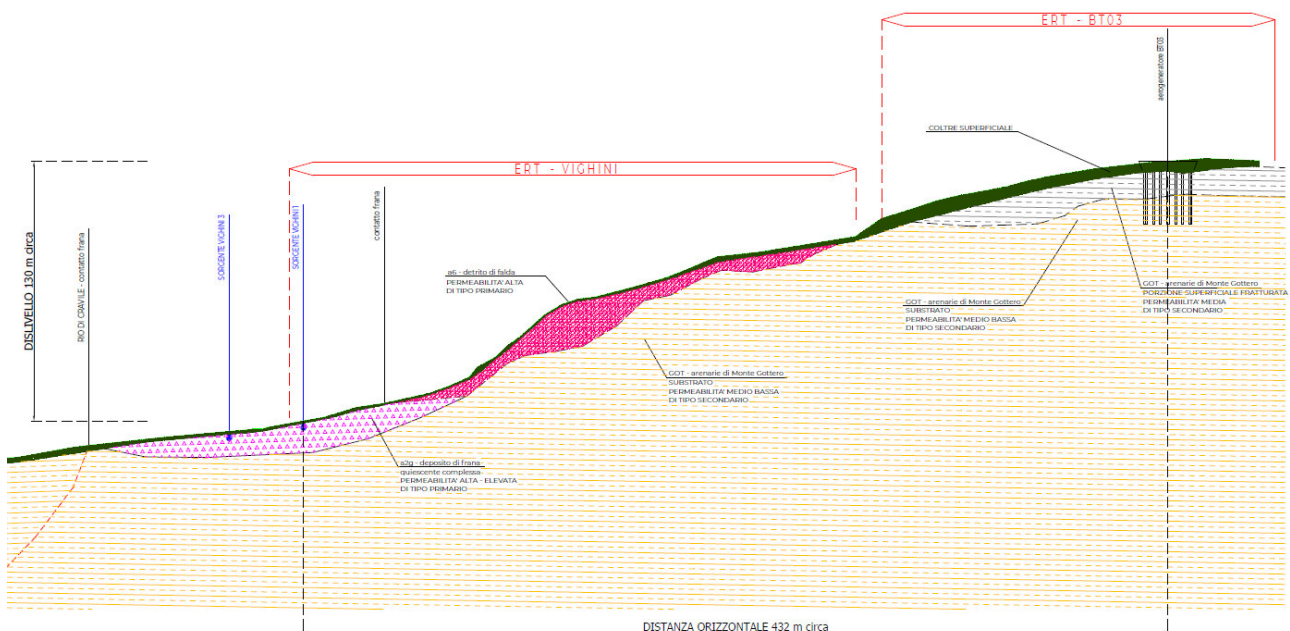 ERT - BT03
aerogeneratore BT03
COLTRE SUPERFICIALE
ERT - VIGHINI
DISLIVELLO 130 m circa
RIO DI CRAVILE - contatto frana
SORGENTE VIGHINI 3
SORGENTE VIGHINI 1
contatto frana
a6 - detrito di falda
PERMEABILITA' ALTA
DI TIPO PRIMARIO
GOT - arenarie di Monte Gottero
SUBSTRATO
PERMEABILITA' MEDIO BASSA
DI TIPO SECONDARIO
GOT - arenarie di Monte Gottero
PORZIONE SUPERFICIALE FRATTURATA
PERMEABILITA' MEDIA
DI TIPO SECONDARIO
GOT - arenarie di Monte Gottero
SUBSTRATO
PERMEABILITA' MEDIO BASSA
DI TIPO SECONDARIO
a2g - deposito di frana
quiescente complessa
PERMEABILITA' ALTA - ELEVATA
DI TIPO PRIMARIO
DISTANZA ORIZZONTALE 432 m circa